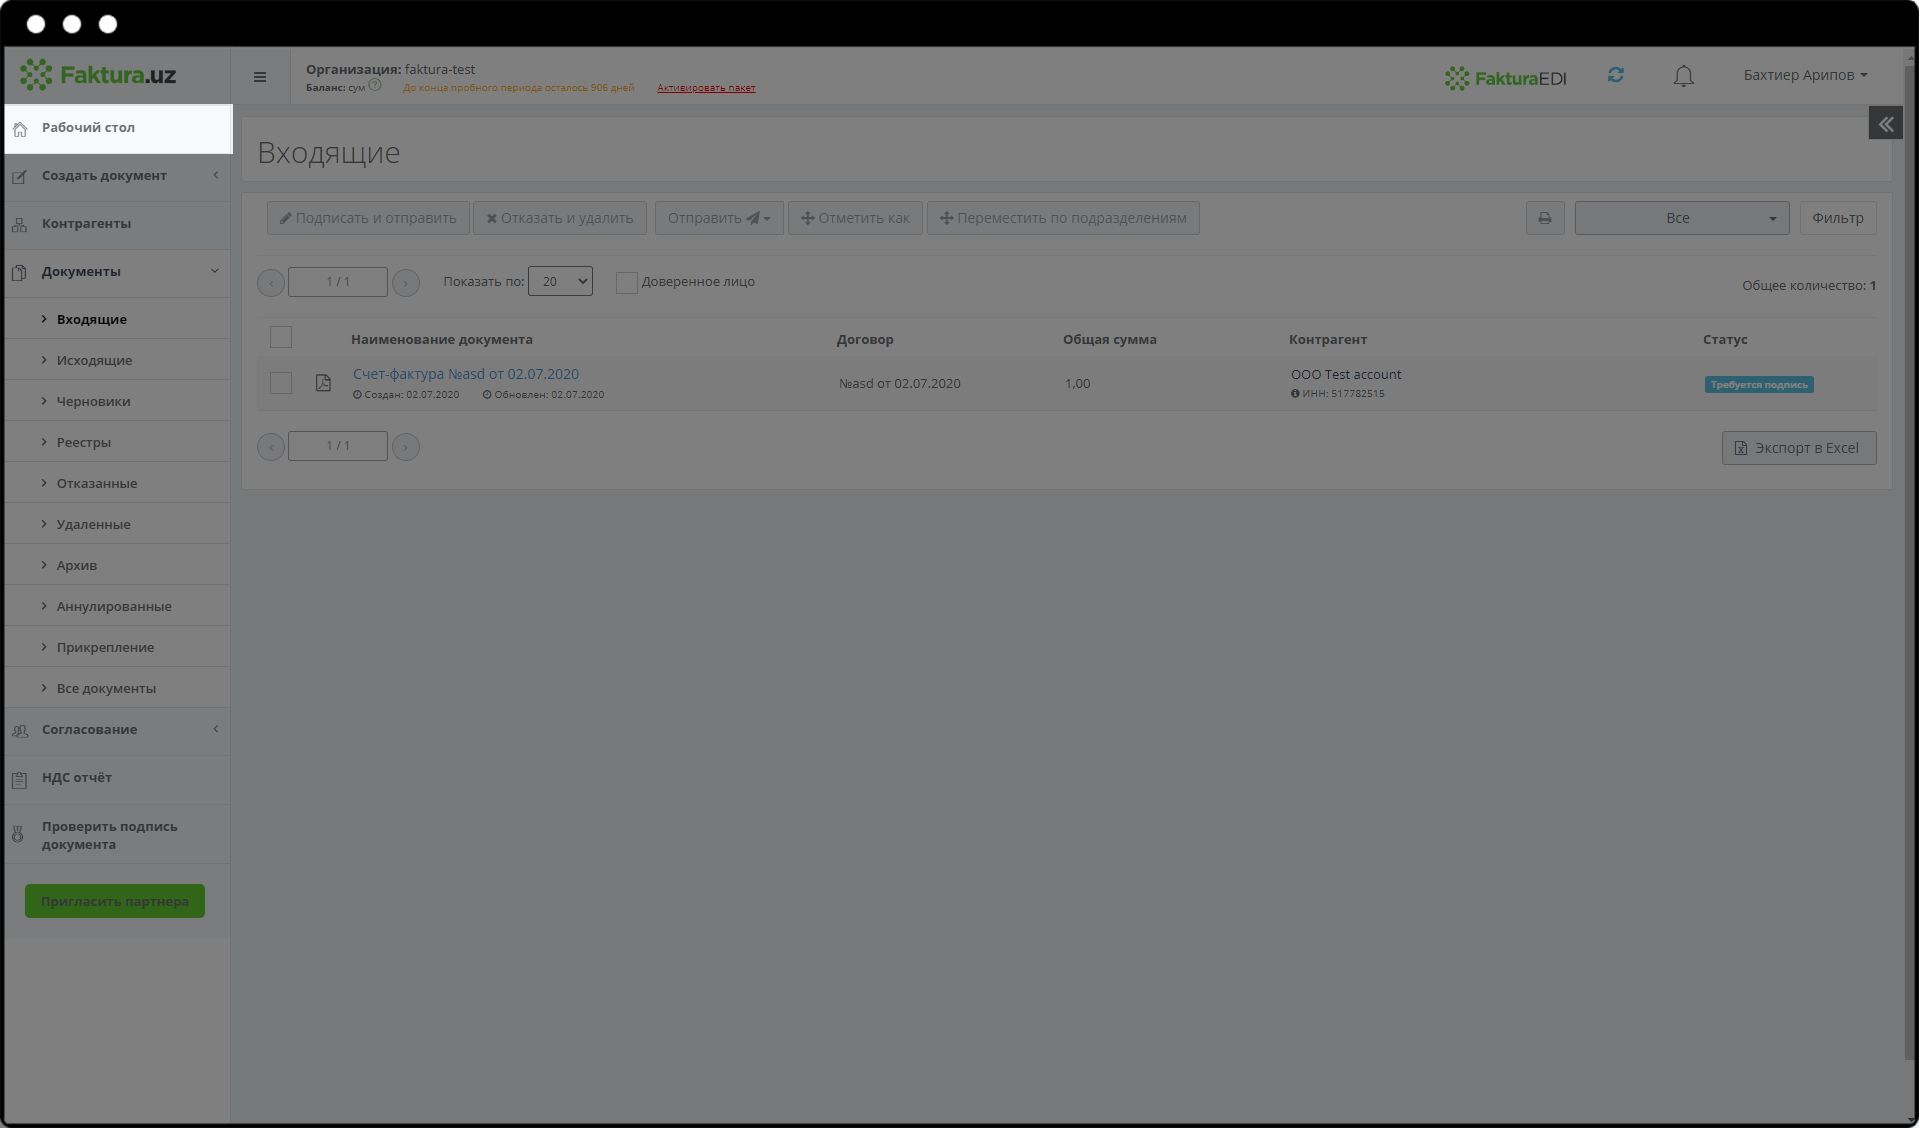 Faktura.uz
Организация: faktura-test
Баланс: сум ? До конца пробного периода осталось 906 дней Активировать пакет
FakturaEDI
Бахтиер Арипов
Рабочий стол
Создать документ
Контрагенты
Документы
Входящие
Исходящие
Черновики
Реестры
Отказанные
Удаленные
Архив
Аннулированные
Прикрепление
Все документы
Согласование
НДС отчёт
Проверить подпись
документа
Пригласить партнера
Входящие
Подписать и отправить Отказать и удалить Отправить Отметить как Переместить по подразделениям Все Фильтр
1 / 1 Показать по: 20 Доверенное лицо Общее количество: 1
Наименование документа Договор Общая сумма Контрагент Статус
Счет-фактура №asd от 02.07.2020 №asd от 02.07.2020 1,00 ООО Test account Требуется подпись
Создан: 02.07.2020 Обновлен: 02.07.2020 ИНН: 517782515
1 / 1 Экспорт в Excel